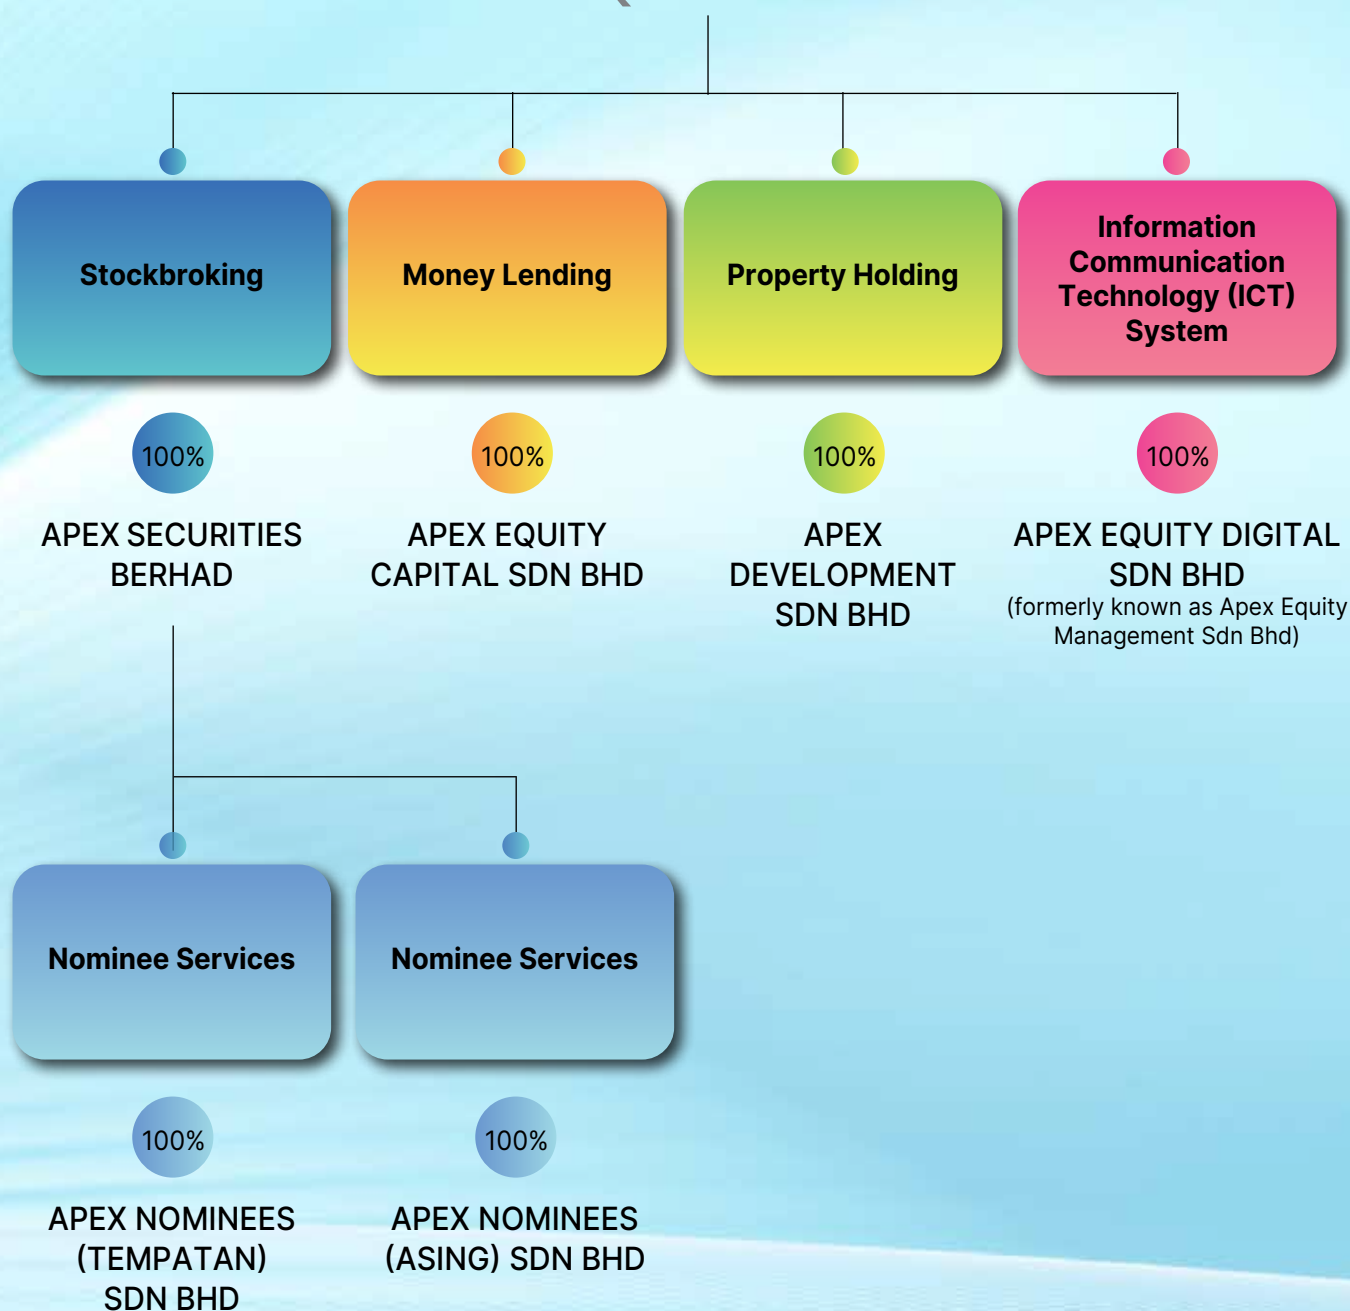 Stockbroking
Money Lending
Property Holding
Information
Communication
Technology (ICT)
System
100%
100%
100%
100%
APEX SECURITIES
BERHAD
APEX EQUITY
CAPITAL SDN BHD
APEX
DEVELOPMENT
SDN BHD
APEX EQUITY DIGITAL
SDN BHD
(formerly known as Apex Equity
Management Sdn Bhd)
Nominee Services
Nominee Services
100%
100%
APEX NOMINEES
(TEMPATAN)
SDN BHD
APEX NOMINEES
(ASING) SDN BHD